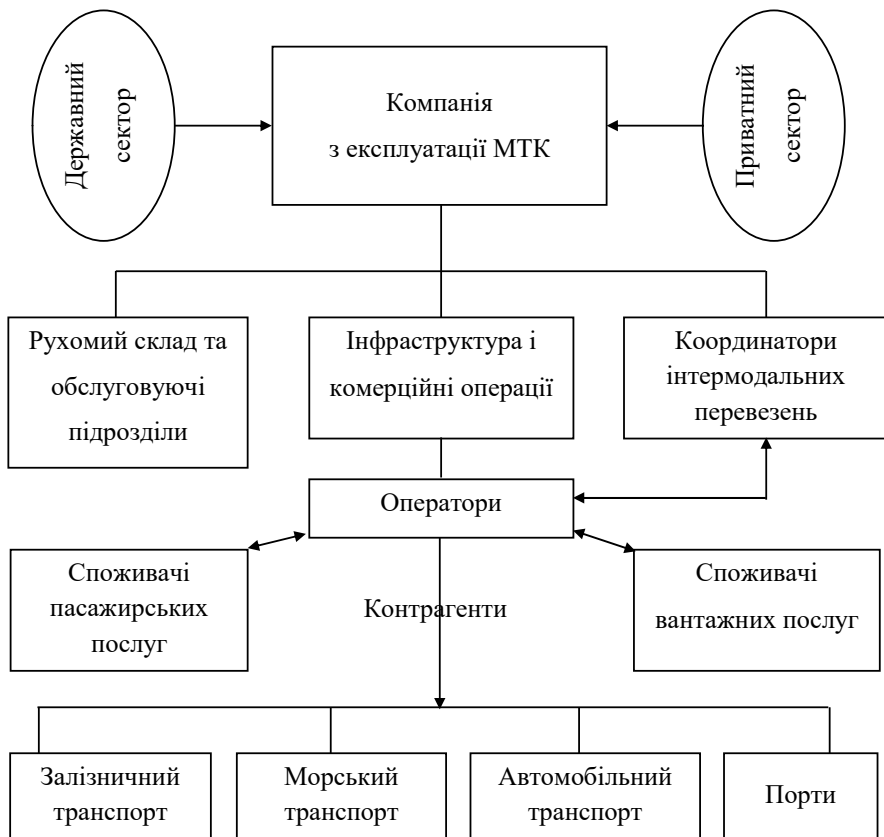 Державний
сектор
Компанія
з експлуатації МТК
Приватний
сектор
Рухомий склад та
обслуговуючі
підрозділи
Інфраструктура і
комерційні операції
Координатори
інтермодальних
перевезень
Оператори
Споживачі
пасажирських
послуг
Контрагенти
Споживачі
вантажних послуг
Залізничний
транспорт
Морський
транспорт
Автомобільний
транспорт
Порти